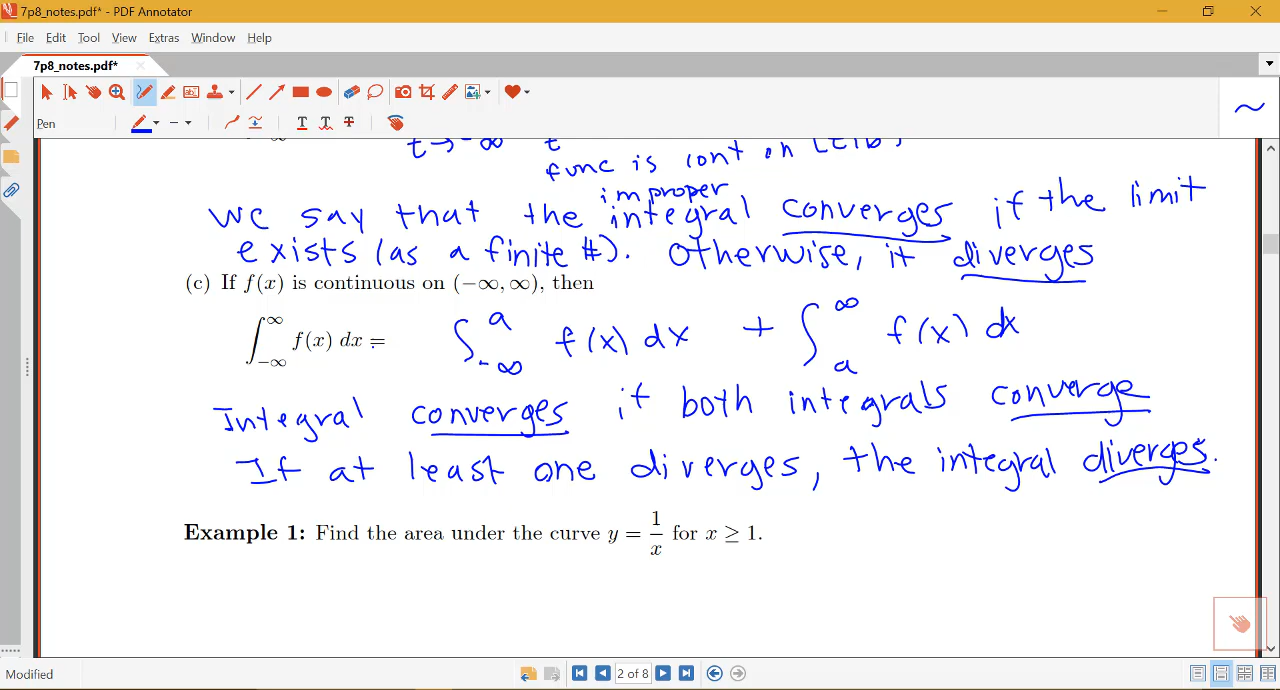 7p8_notes.pdf* - PDF Annotator
File Edit Tool View Extras Window Help
7p8_notes.pdf*
Pen
t → -∞ t
func is cont on
improper
we say that the integral converges if the limit
exists (as a finite #). Otherwise, it diverges
(c) If f(x) is continuous on (−∞, ∞), then
∫_{−∞}^{∞} f(x) dx = ∫_{-∞}^{a} f(x) dx + ∫_{a}^{∞} f(x) dx
Integral converges if both integrals converge
If at least one diverges, the integral diverges.
Example 1: Find the area under the curve y = 1/x for x ≥ 1.
Modified
2 of 8